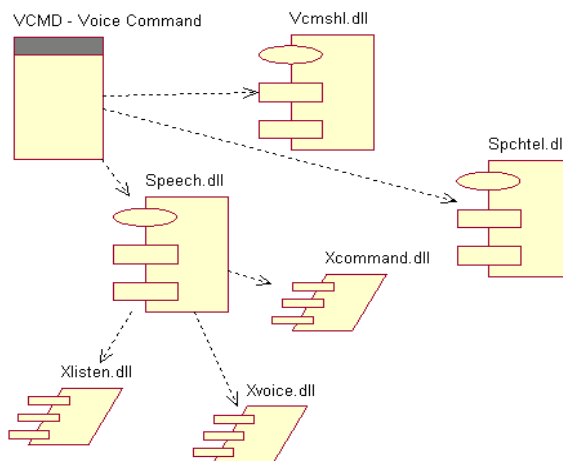 VCMD - Voice Command
Vcmshl.dll
Spchtel.dl
Speech.dll
Xcommand.dll
Xlisten.dll
Xvoice.dll